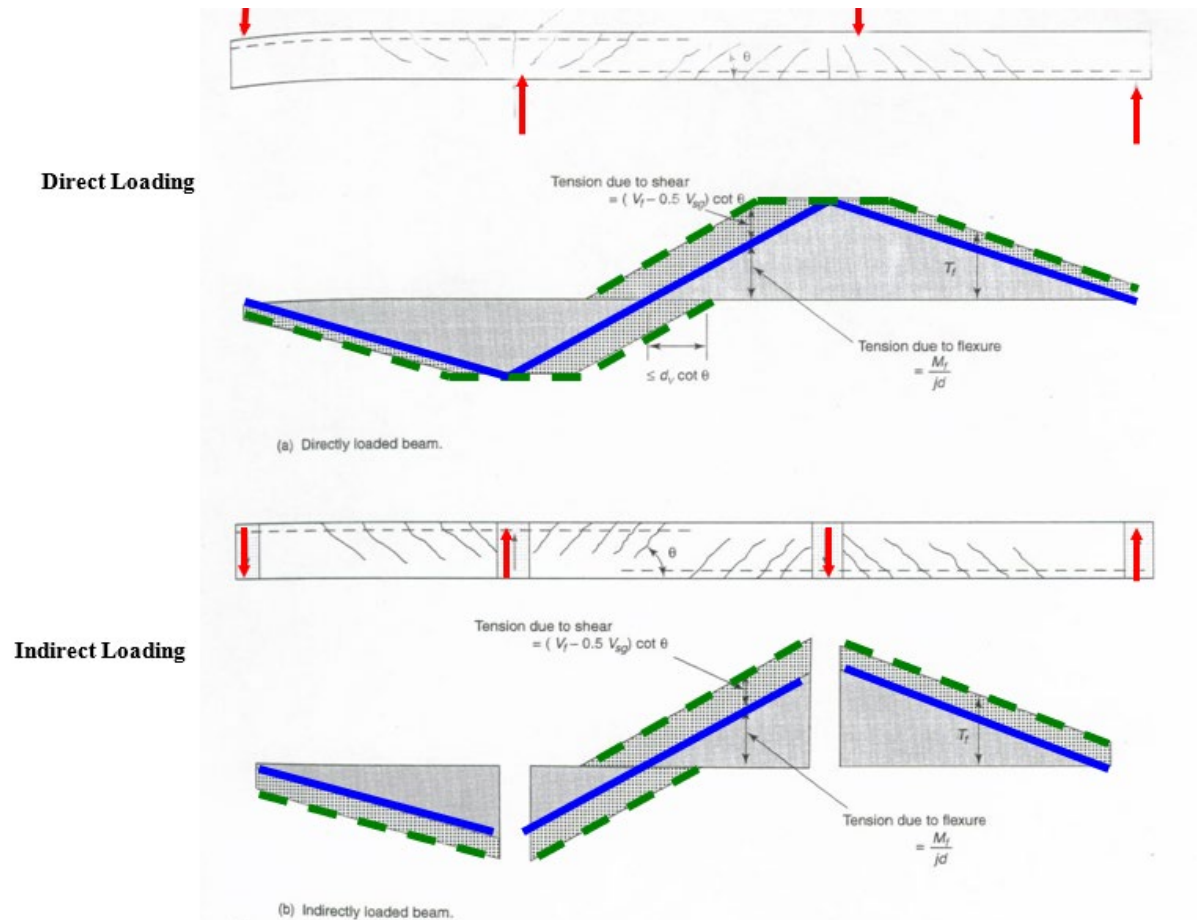 θ
Direct Loading
Tension due to shear
= ( V_f – 0.5 V_sg ) cot θ
T_f
Tension due to flexure
= M_f
jd
≤ d_v cot θ
(a) Directly loaded beam.
θ
Indirect Loading
Tension due to shear
= ( V_f – 0.5 V_sg ) cot θ
T_f
Tension due to flexure
= M_f
jd
(b) Indirectly loaded beam.